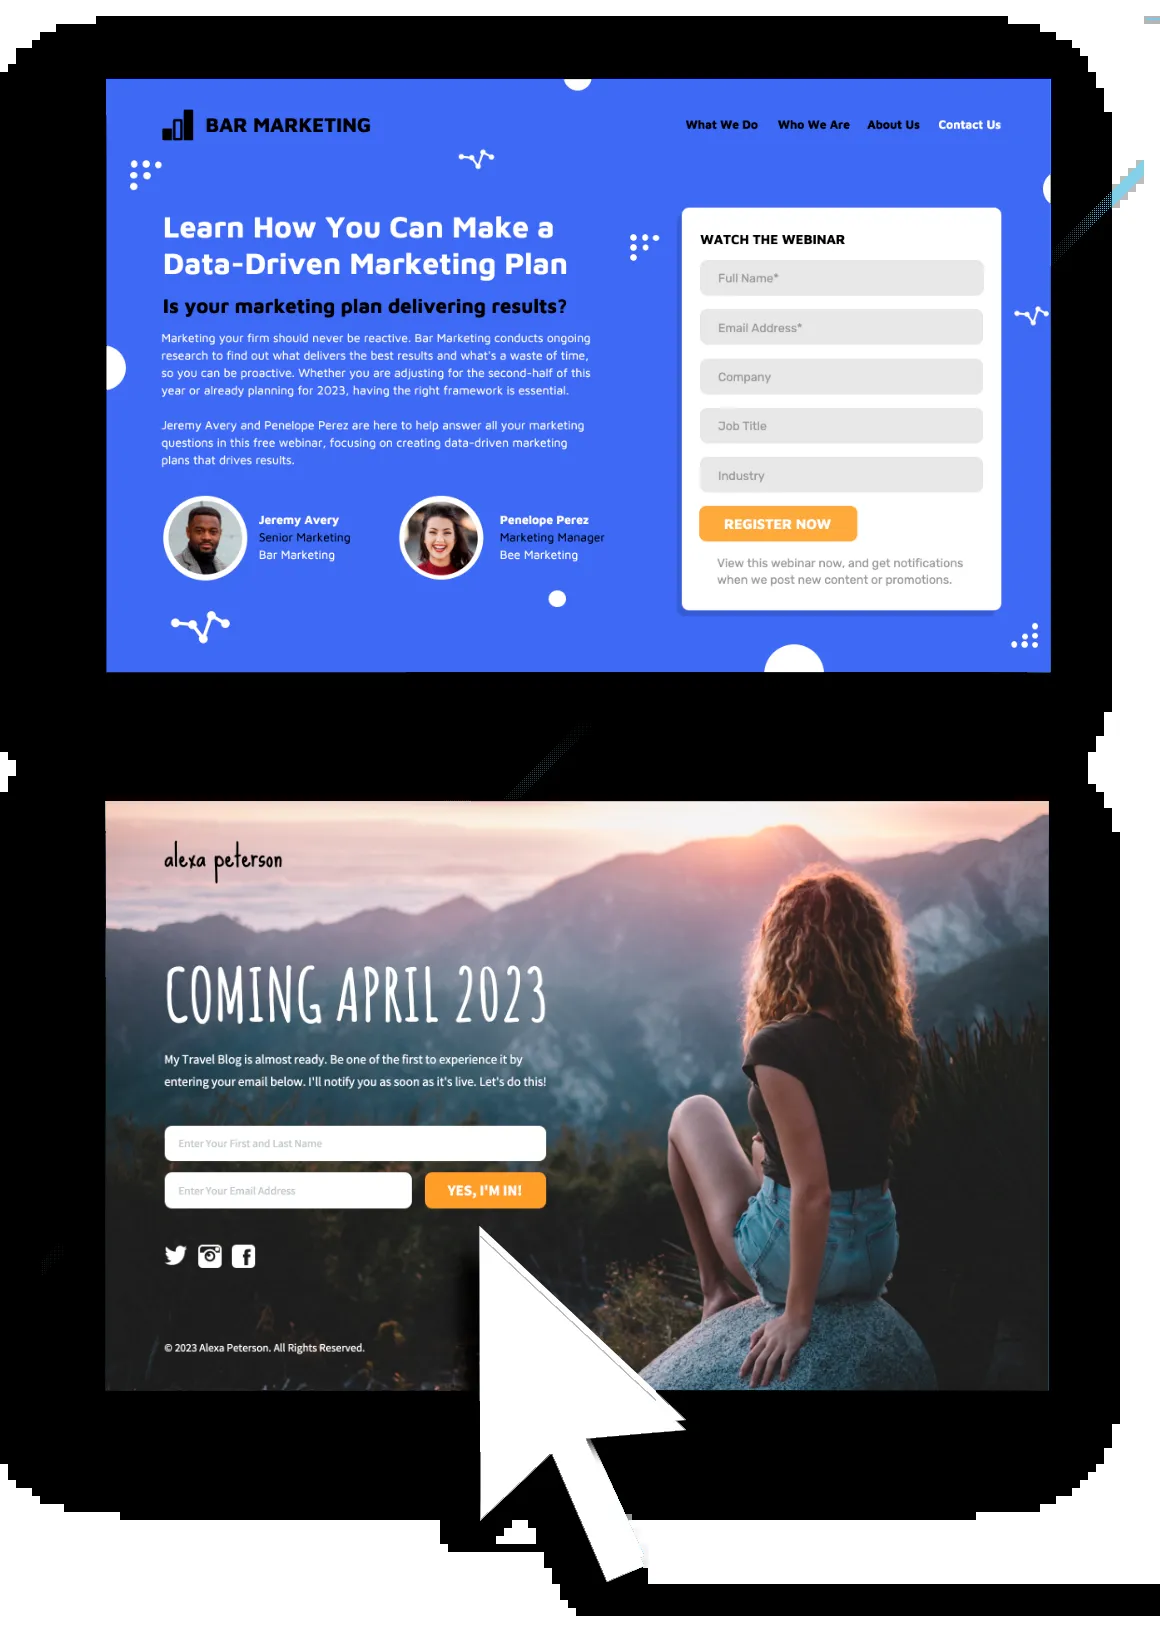 BAR MARKETING
What We Do Who We Are About Us Contact Us
Learn How You Can Make a
Data-Driven Marketing Plan
Is your marketing plan delivering results?
Marketing your firm should never be reactive. Bar Marketing conducts ongoing
research to find out what delivers the best results and what's a waste of time,
so you can be proactive. Whether you are adjusting for the second-half of this
year or already planning for 2023, having the right framework is essential.
Jeremy Avery and Penelope Perez are here to help answer all your marketing
questions in this free webinar, focusing on creating data-driven marketing
plans that drives results.
Jeremy Avery
Senior Marketing
Bar Marketing
Penelope Perez
Marketing Manager
Bee Marketing
WATCH THE WEBINAR
Full Name*
Email Address*
Company
Job Title
Industry
REGISTER NOW
View this webinar now, and get notifications
when we post new content or promotions.
alexa peterson
COMING APRIL 2023
My Travel Blog is almost ready. Be one of the first to experience it by
entering your email below. I'll notify you as soon as it's live. Let's do this!
Enter Your First and Last Name
Enter Your Email Address
YES, I'M IN!
© 2023 Alexa Peterson. All Rights Reserved.